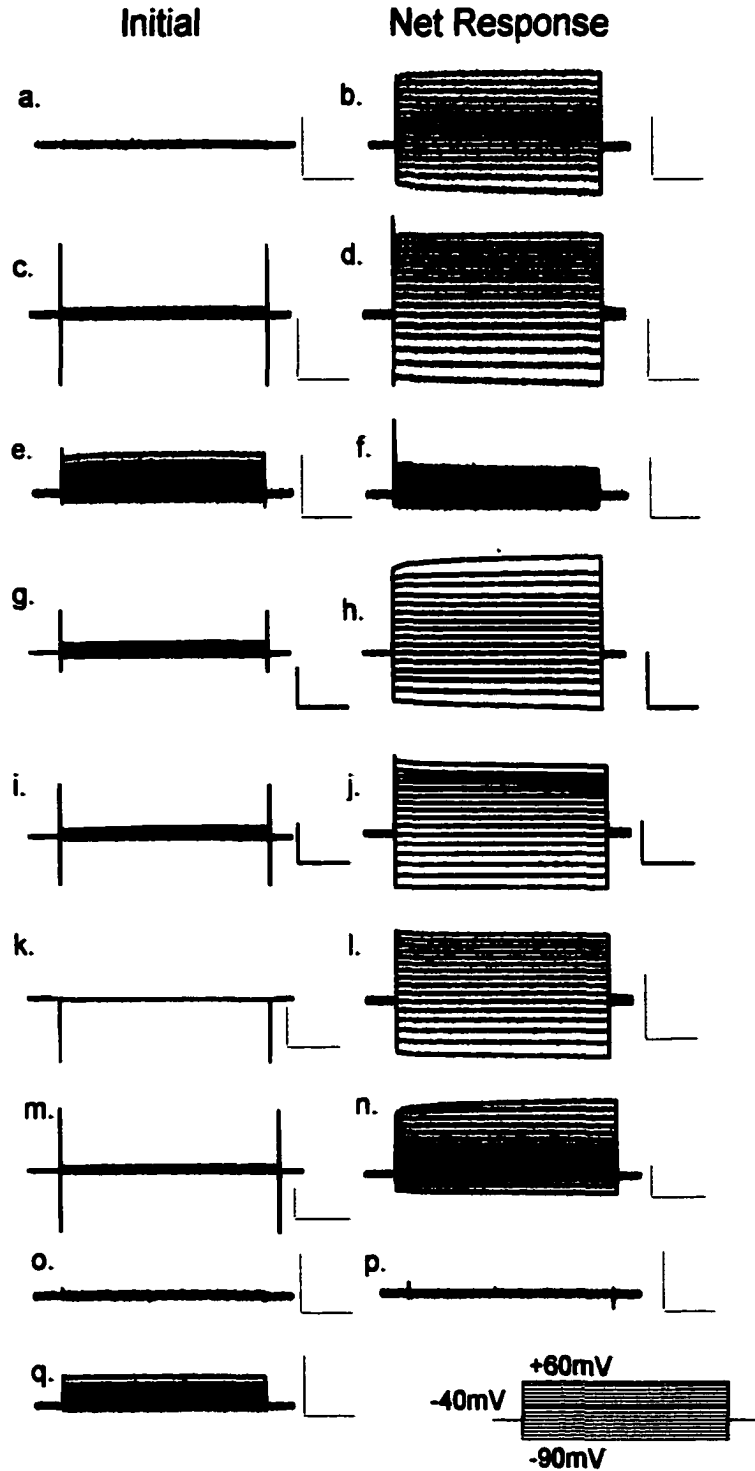 Initial Net Response
a. b.
c. d.
e. f.
g. h.
i. j.
k. l.
m. n.
o. p.
q.
+60mV
-40mV
-90mV